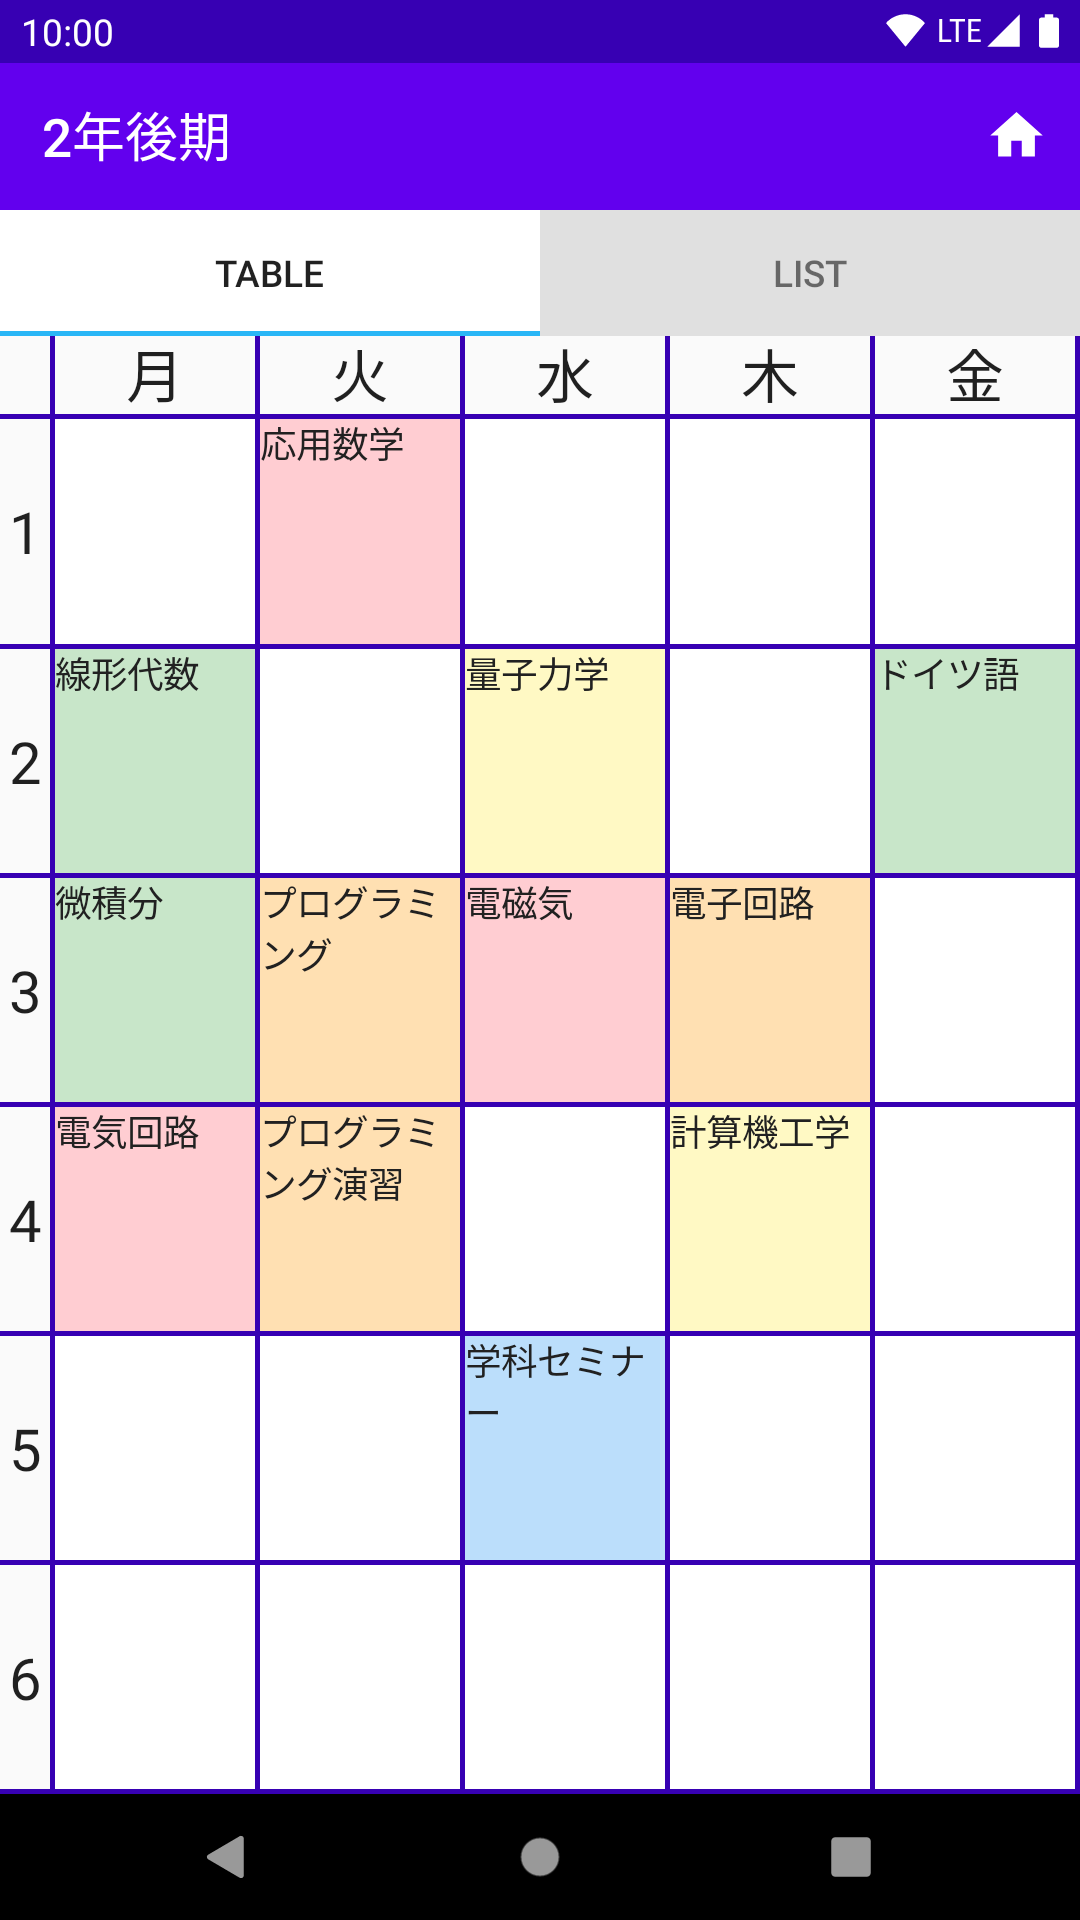 10:00 LTE
2年後期
TABLE LIST
月 火 水 木 金
1 応用数学
2 線形代数 量子力学 ドイツ語
3 微積分 プログラミ 電磁気 電子回路
ング
4 電気回路 プログラミ 計算機工学
ング演習
5 学科セミナ
ー
6